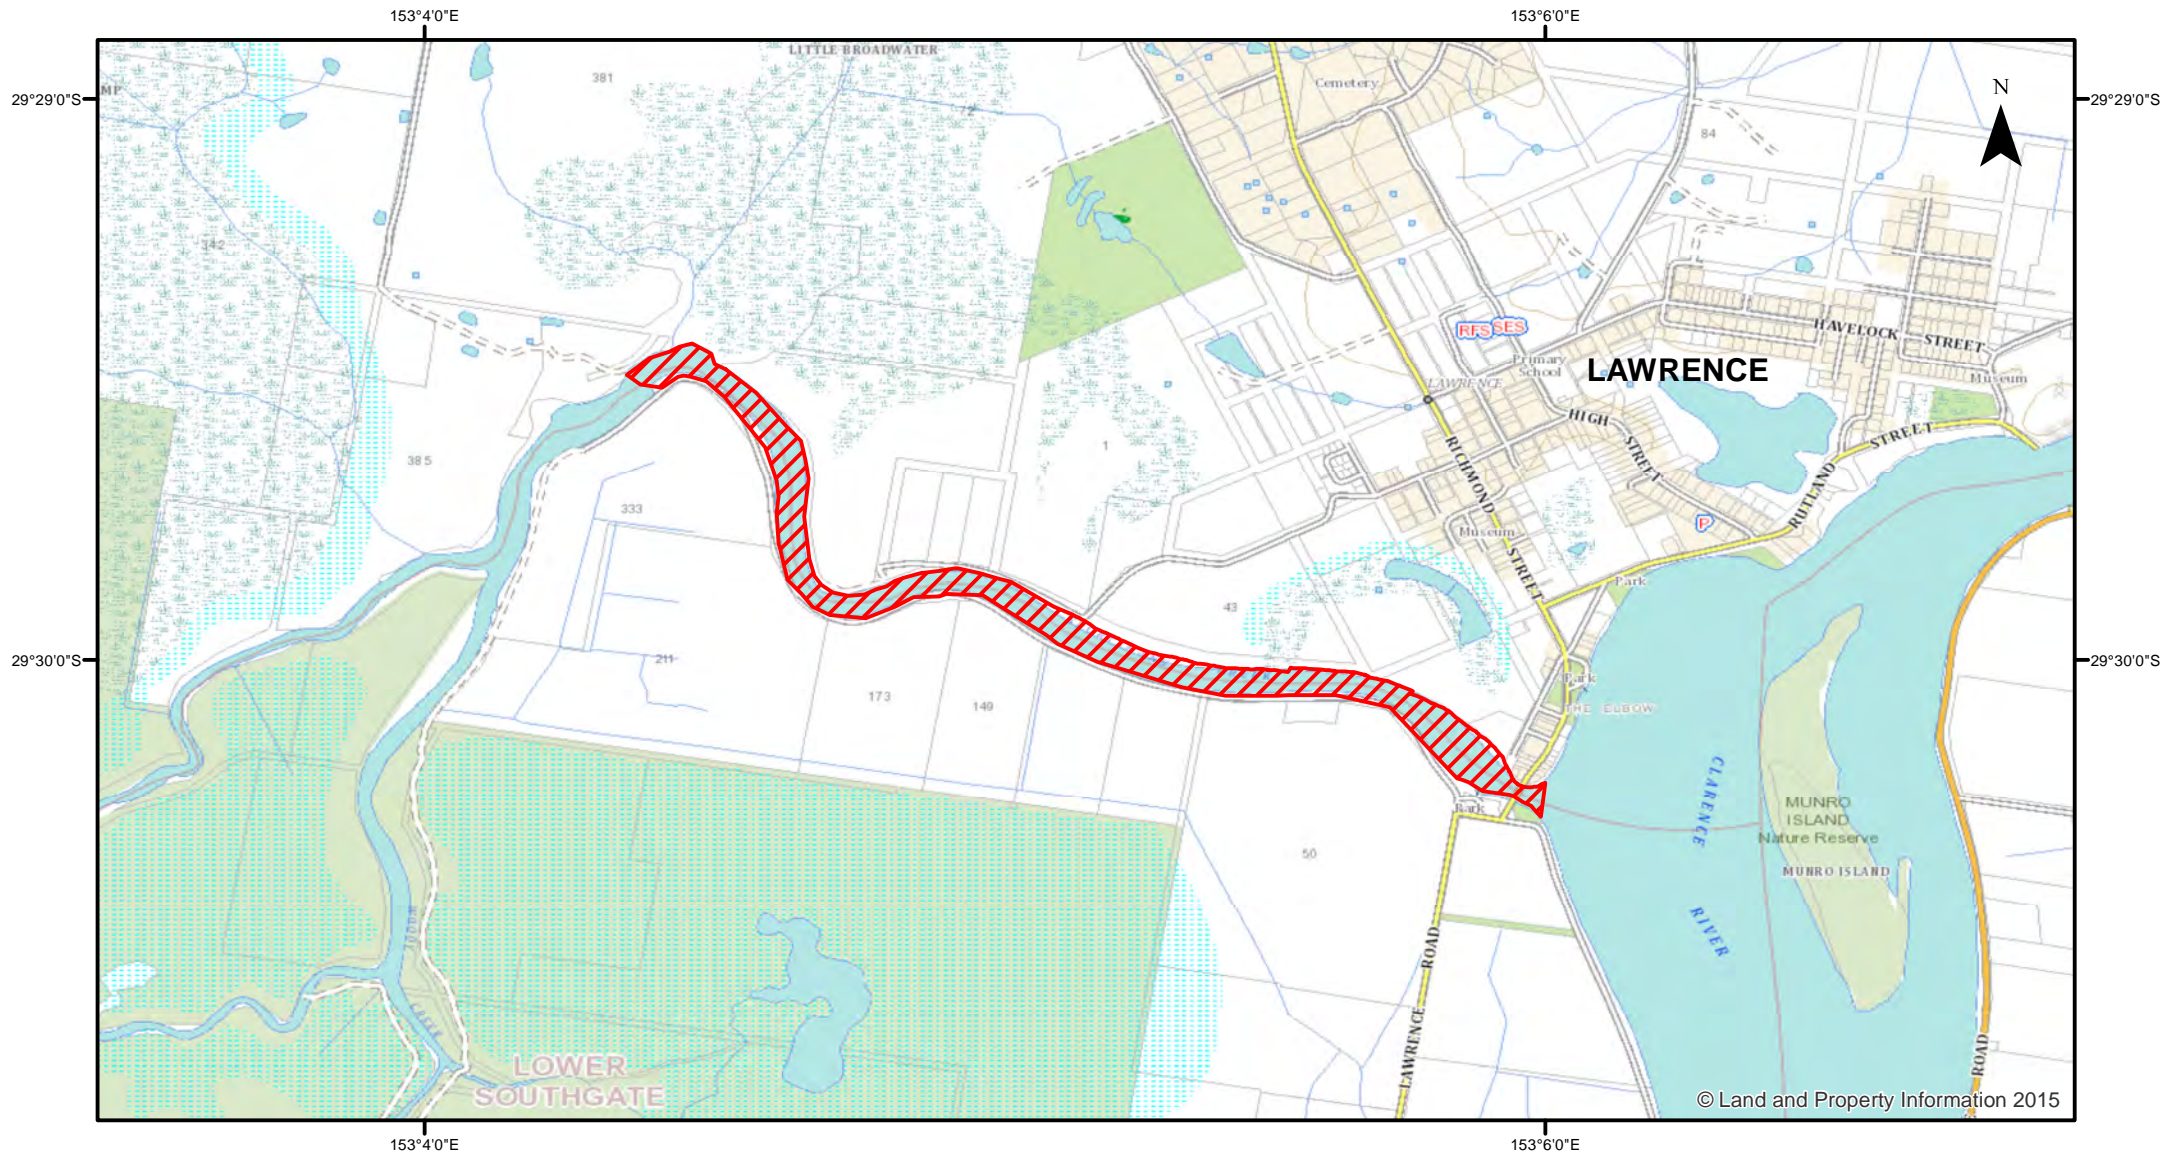 153°4'0"E
153°6'0"E
LITTLE BROADWATER
381
Cemetery
N
MP
29°29'0"S
29°29'0"S
72
84
342
RFS
SES
HAVELOCK STREET
Primary
School
LAWRENCE
LAWRENCE
Museum
HIGH STREET
RUTLAND STREET
385
1
RICHMOND STREET
333
P
Museum
Park
43
29°30'0"S
29°30'0"S
211
173
149
Park
THE ELBOW
CLARENCE RIVER
Park
MUNRO
ISLAND
Nature Reserve
50
MUNRO ISLAND
LAWRENCE ROAD
ROAD
CREEK
LOWER
SOUTHGATE
© Land and Property Information 2015
153°4'0"E
153°6'0"E